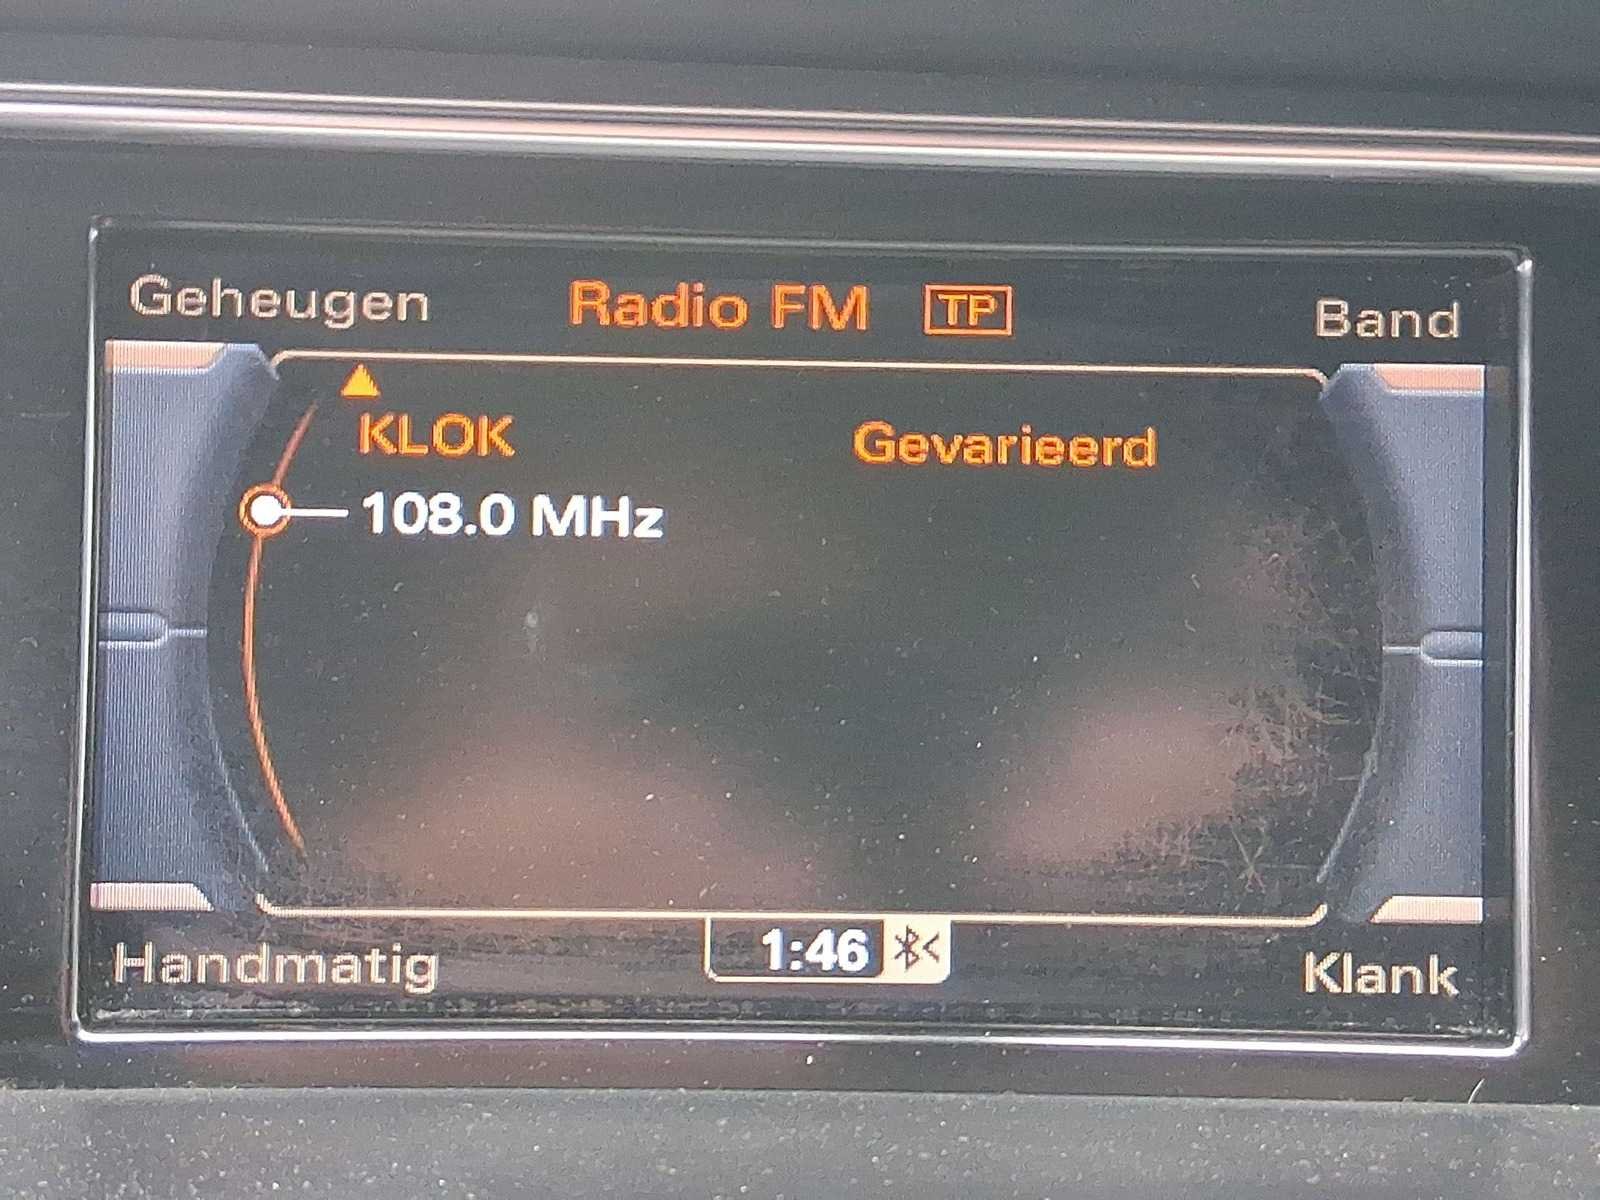 Geheugen Radio FM TP Band
KLOK Gevarieerd
108.0 MHz
1:46
Handmatig Klank